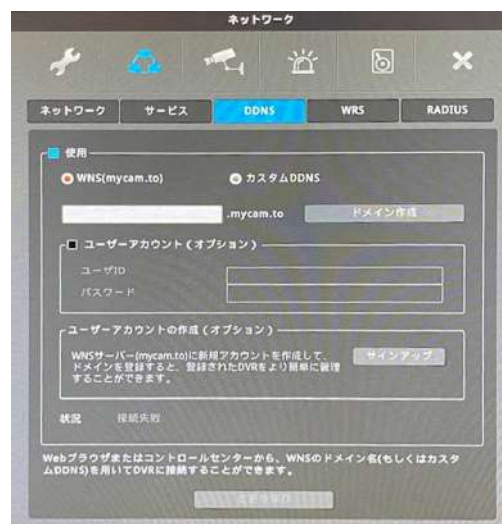 ネットワーク
ネットワーク サービス DDNS WRS RADIUS
使用
WNS(mycam.to) カスタムDDNS
.mycam.to ドメイン作成
ユーザーアカウント(オプション)
ユーザID
パスワード
ユーザーアカウントの作成(オプション)
WNSサーバー(mycam.to)に新規アカウントを作成して、
ドメインを登録すると、登録されたDVRをより簡単に管理
することができます。
サインアップ
状況 接続失敗
Webブラウザまたはコントロールセンターから、WNSのドメイン名(もしくはカスタ
ムDDNS)を用いてDVRに接続することができます。